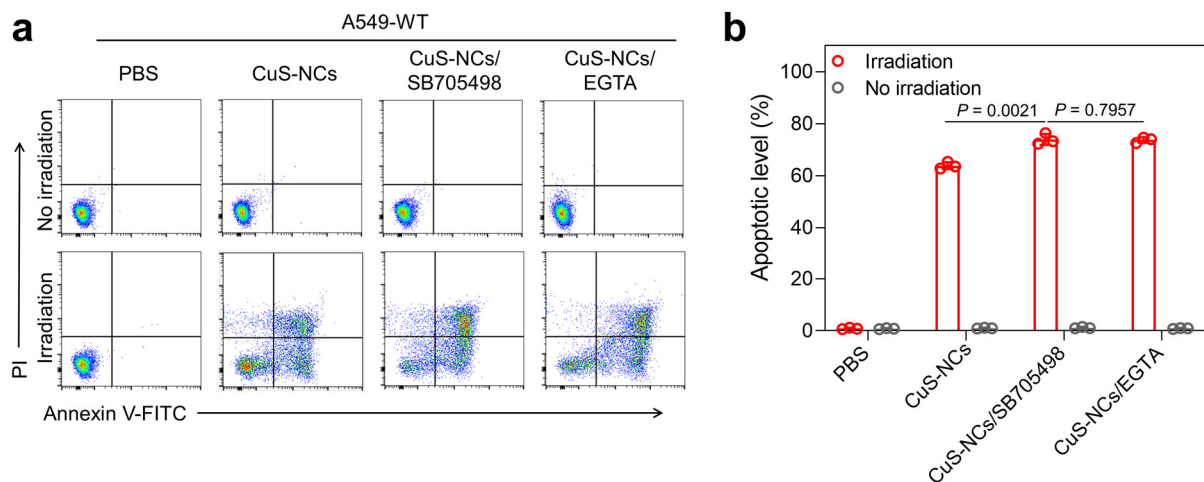 a
A549-WT
PBS
CuS-NCs
CuS-NCs/
SB705498
CuS-NCs/
EGTA
No irradiation
Irradiation
PI
Annexin V-FITC
b
Irradiation
No irradiation
P = 0.0021
P = 0.7957
Apoptotic level (%)
100
80
60
40
20
0
PBS
CuS-NCs
CuS-NCs/SB705498
CuS-NCs/EGTA